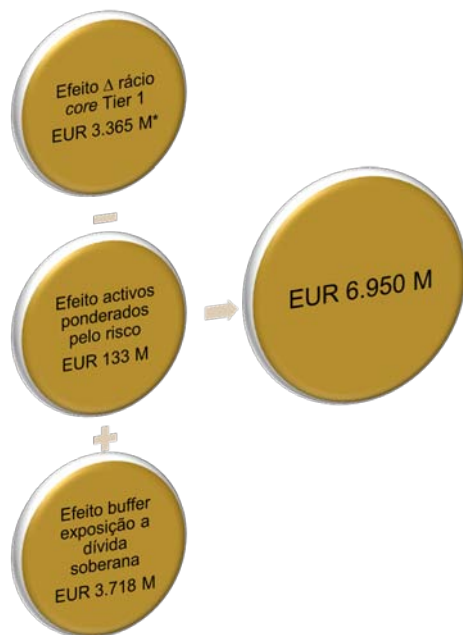 Efeito Δ rácio
core Tier 1
EUR 3.365 M*
–
Efeito activos
ponderados
pelo risco
EUR 133 M
+
Efeito buffer
exposição a
dívida
soberana
EUR 3.718 M
EUR 6.950 M